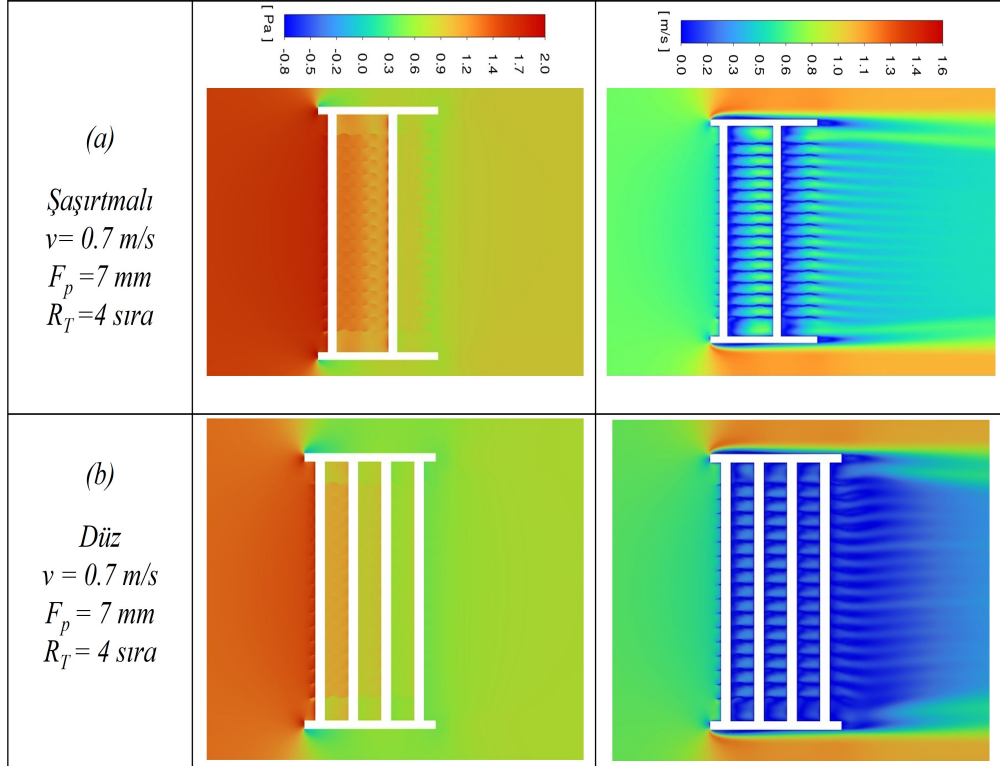 [ Pa ]
-0.8
-0.5
-0.2
0.0
0.3
0.6
0.9
1.2
1.4
1.7
2.0
[ m/s ]
0.0
0.2
0.3
0.5
0.6
0.8
1.0
1.1
1.3
1.4
1.6
(a)
Şaşırtmalı
v= 0.7 m/s
Fp =7 mm
RT =4 sıra
(b)
Düz
v = 0.7 m/s
Fp = 7 mm
RT = 4 sıra